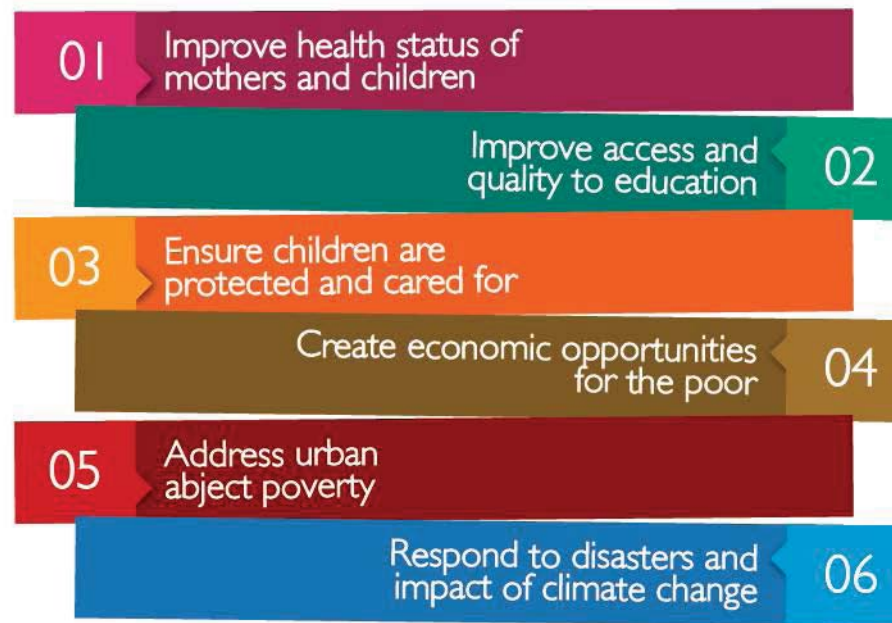 01
Improve health status of
mothers and children
Improve access and
quality to education
02
03
Ensure children are
protected and cared for
Create economic opportunities
for the poor
04
05
Address urban
abject poverty
Respond to disasters and
impact of climate change
06